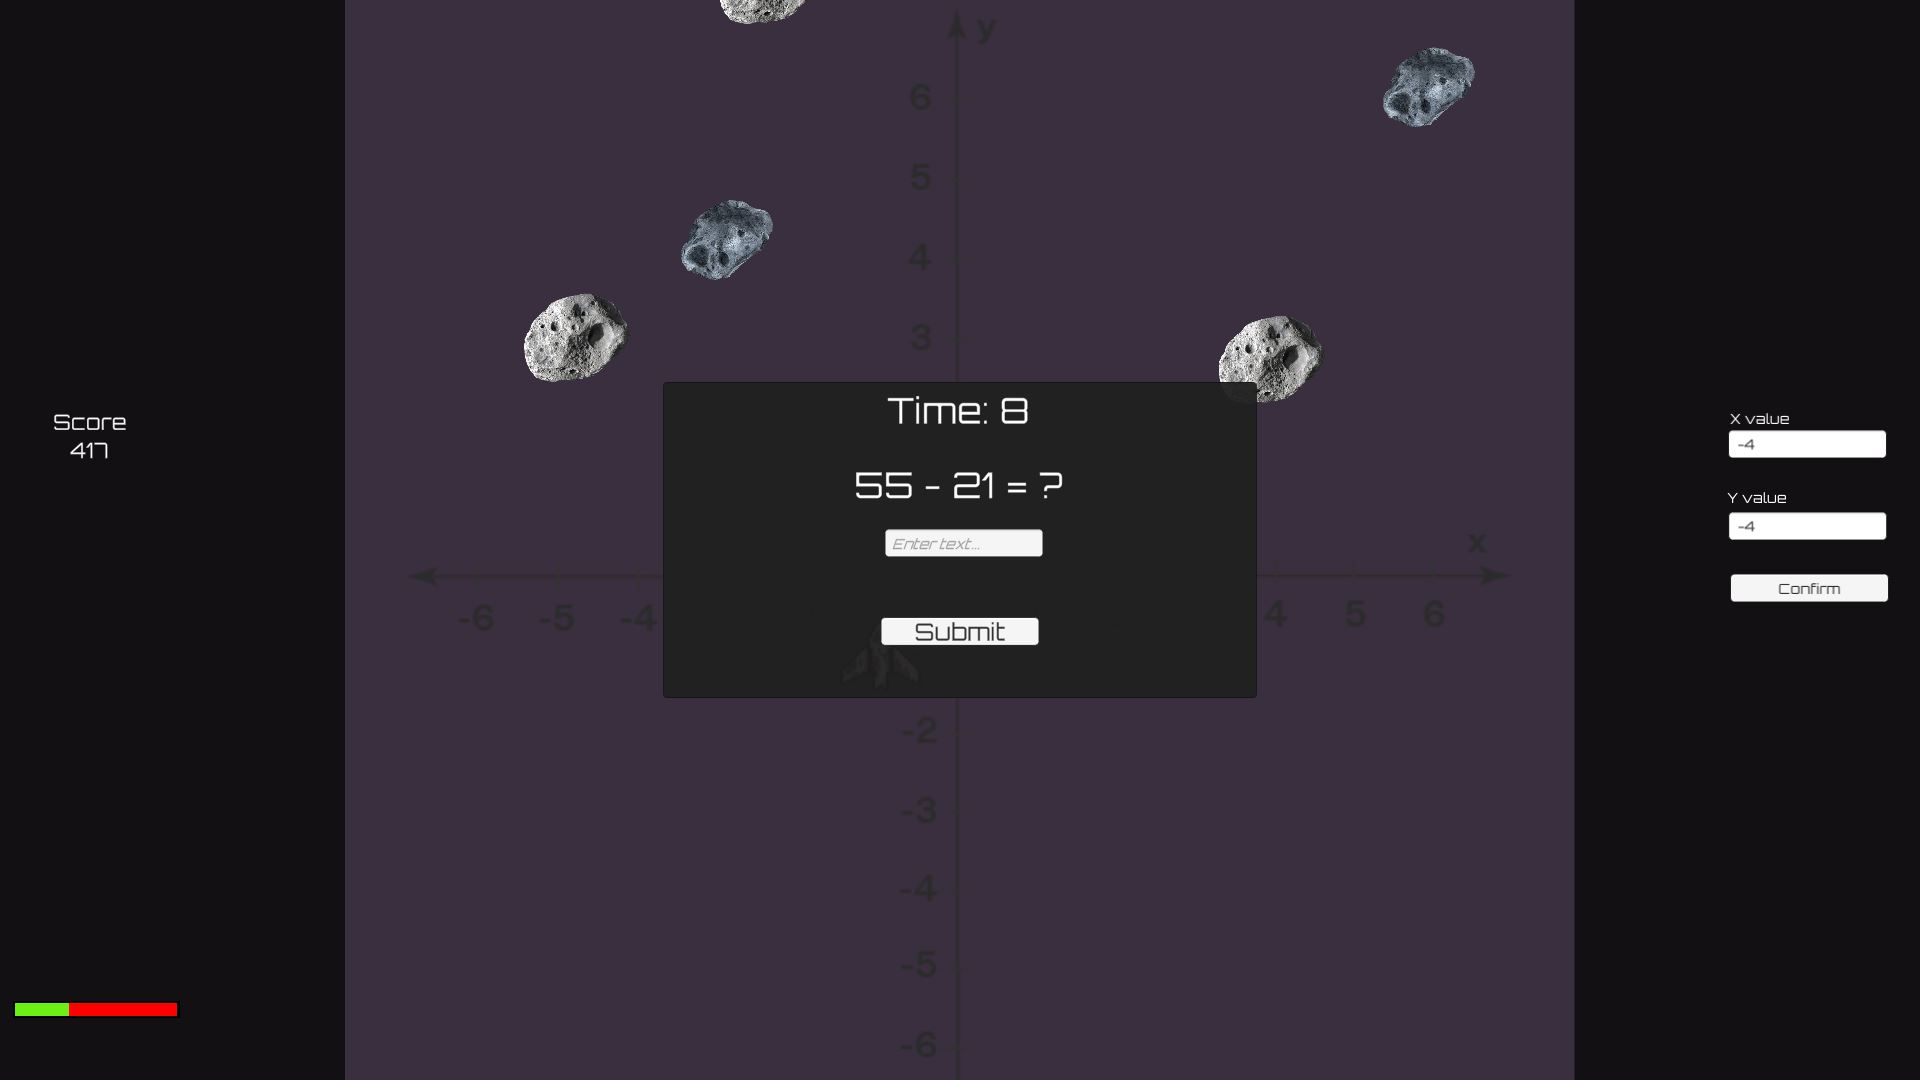 y
6
5
4
3
Score
417
Time: 8
55 - 21 = ?
Enter text...
Submit
X value
-4
Y value
-4
Confirm
x
-6 -5 -4 4 5 6
-2
-3
-4
-5
-6